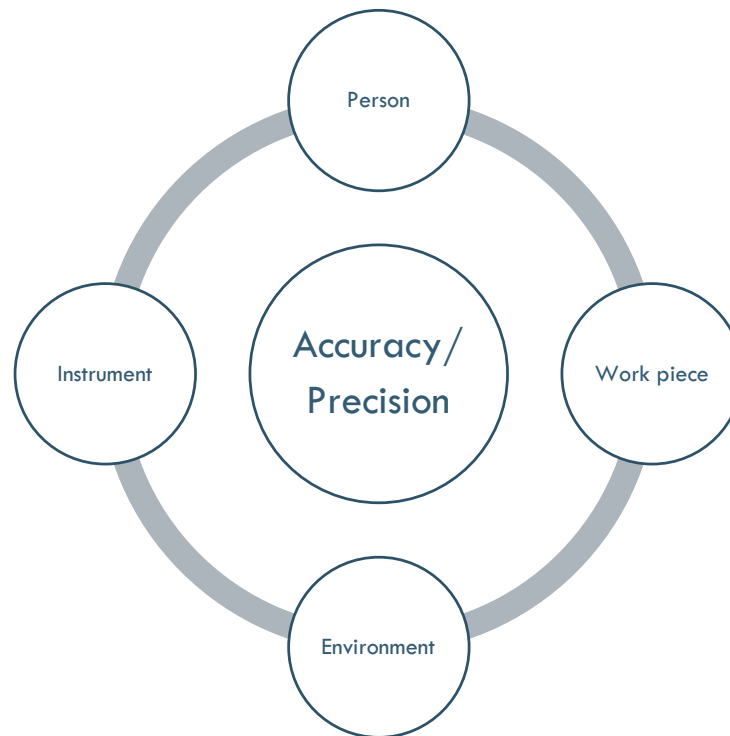 Person
Accuracy/
Precision
Instrument
Work piece
Environment